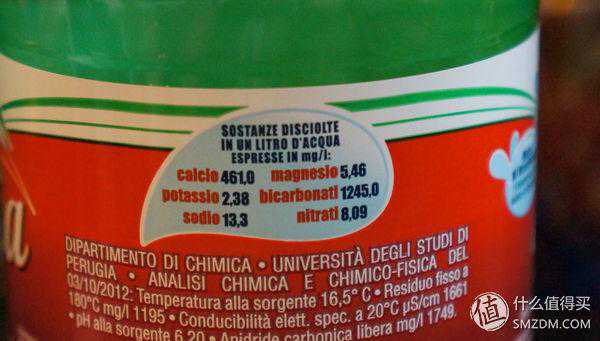 SOSTANZE DISCIOLTE
IN UN LITRO D'ACQUA
ESPRESSE IN mg/l:
calcio 461,0 magnesio 5,46
potassio 2,38 bicarbonati 1245,0
sodio 13,3 nitrati 8,09
DIPARTIMENTO DI CHIMICA • UNIVERSITÀ DEGLI STUDI DI
PERUGIA • ANALISI CHIMICA E CHIMICO-FISICA DEL
03/10/2012: Temperatura alla sorgente 16,5° C • Residuo fisso a
180°C mg/l 1195 • Conducibilità elett. spec. a 20°C µS/cm 1661
• pH alla sorgente 6,20 • Anidride carbonica libera mg/l 1749.
值 什么值得买
SMZDM.COM